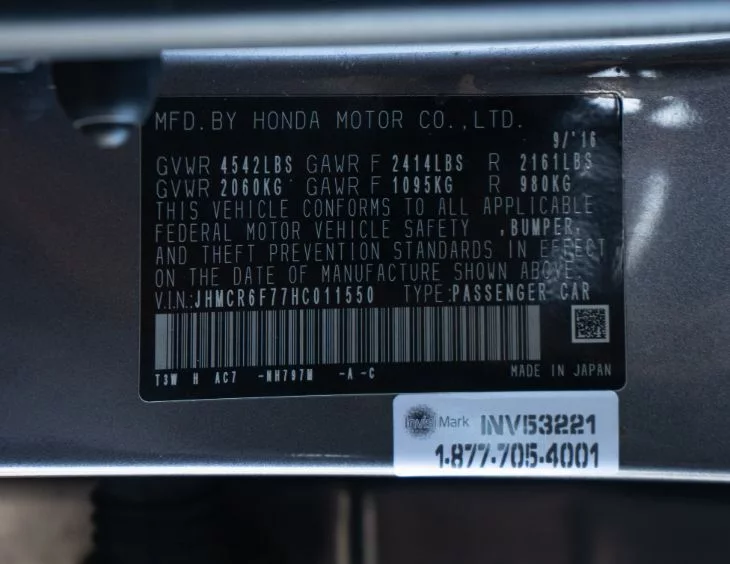 MFD.BY HONDA MOTOR CO.,LTD.
9/'16
GVWR 4542LBS GAWR F 2414LBS R 2161LBS
GVWR 2060KG GAWR F 1095KG R 980KG
THIS VEHICLE CONFORMS TO ALL APPLICABLE
FEDERAL MOTOR VEHICLE SAFETY ,BUMPER,
AND THEFT PREVENTION STANDARDS IN EFFECT
ON THE DATE OF MANUFACTURE SHOWN ABOVE.
V.I.N.:JHMCR6F77HC011550 TYPE:PASSENGER CAR
T3W H AC7 -NH797M -A -C
MADE IN JAPAN
InvisiMark INV53221
1-877-705-4001